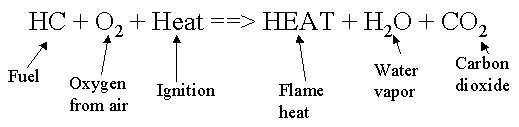 HC + O₂ + Heat ==> HEAT + H₂O + CO₂
Fuel
Oxygen
from air
Ignition
Flame
heat
Water
vapor
Carbon
dioxide